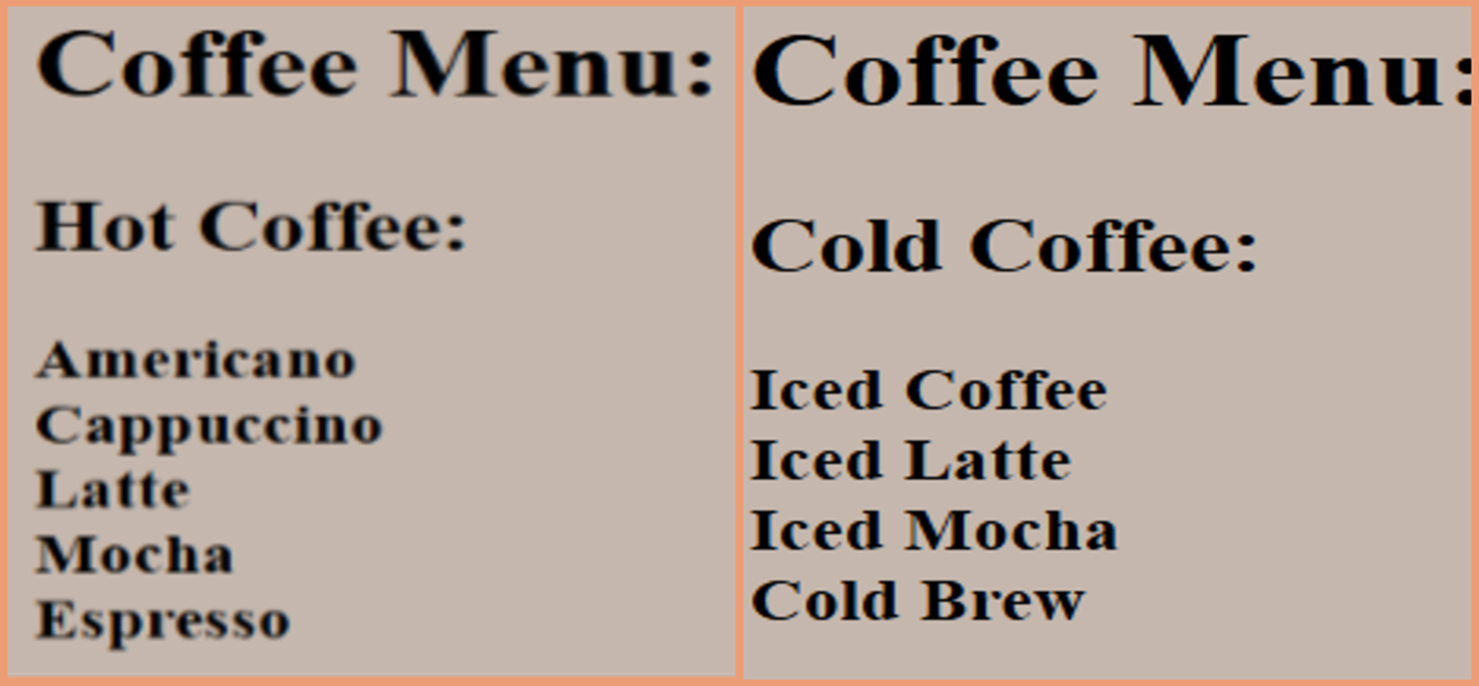 Coffee Menu:
Hot Coffee:
Americano
Cappuccino
Latte
Mocha
Espresso
Coffee Menu:
Cold Coffee:
Iced Coffee
Iced Latte
Iced Mocha
Cold Brew